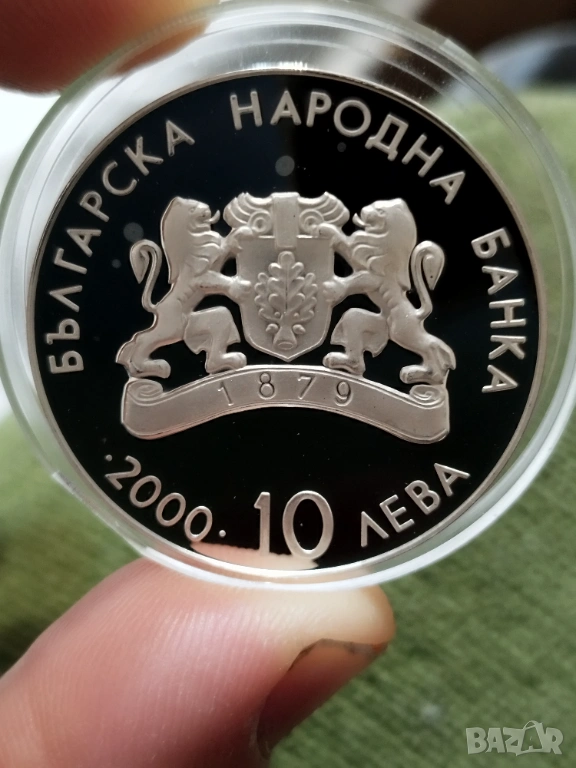 БЪЛГАРСКА НАРОДНА БАНКА
1879
·2000· 10 ЛЕВА
BAZAR